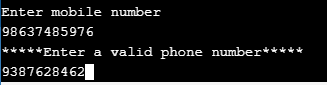 Enter mobile number
98637485976
*****Enter a valid phone number*****
9387628462